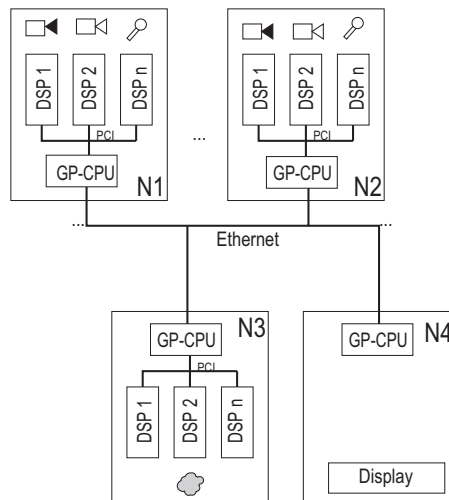 DSP 1 DSP 2 DSP n DSP 1 DSP 2 DSP n
PCI ... PCI
GP-CPU N1 GP-CPU N2
... Ethernet ...
GP-CPU N3 GP-CPU N4
PCI
DSP 1 DSP 2 DSP n
Display